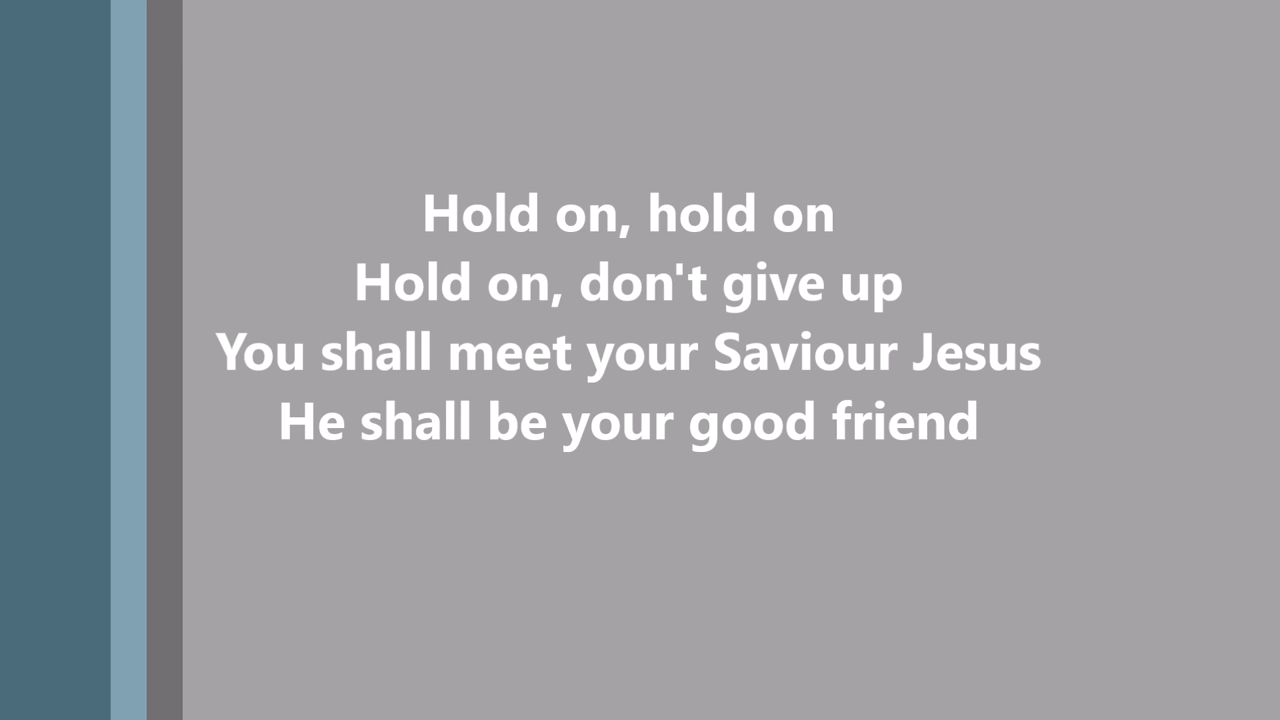 Hold on, hold on
Hold on, don't give up
You shall meet your Saviour Jesus
He shall be your good friend